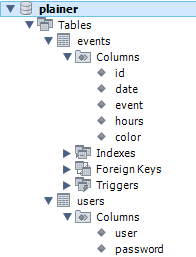 plainer
Tables
events
Columns
id
date
event
hours
color
Indexes
Foreign Keys
Triggers
users
Columns
user
password